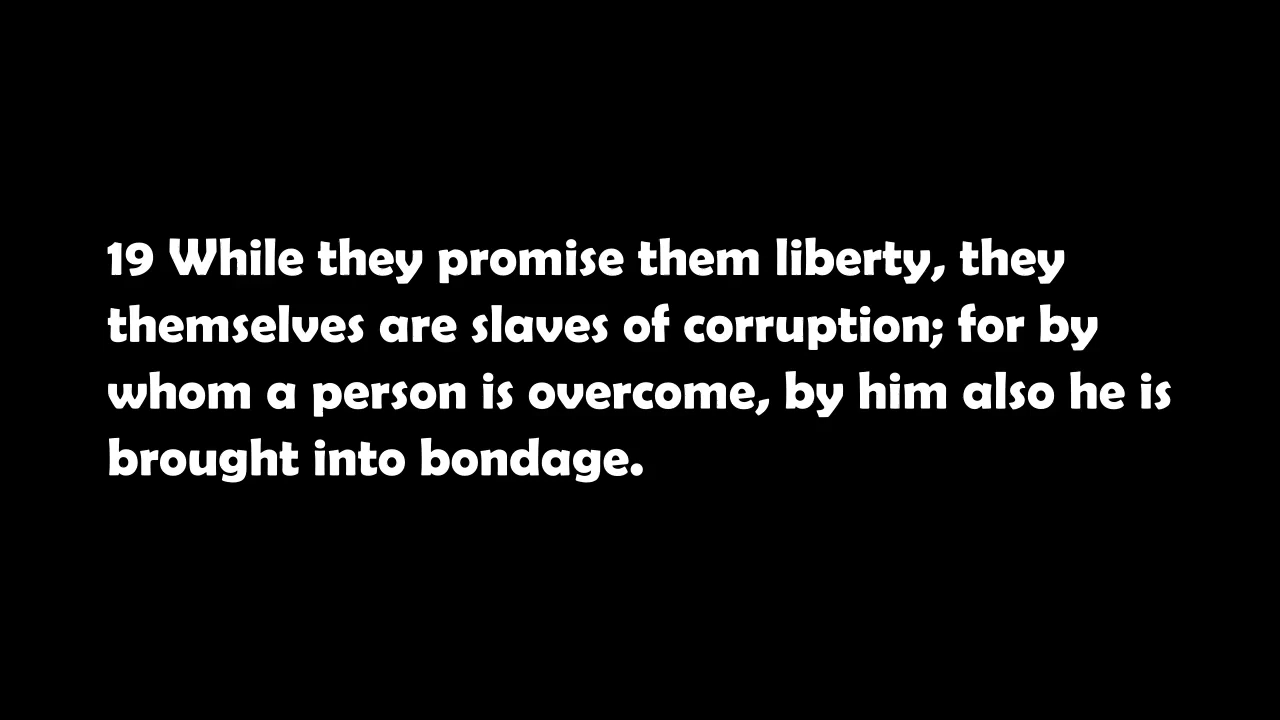 19 While they promise them liberty, they
themselves are slaves of corruption; for by
whom a person is overcome, by him also he is
brought into bondage.